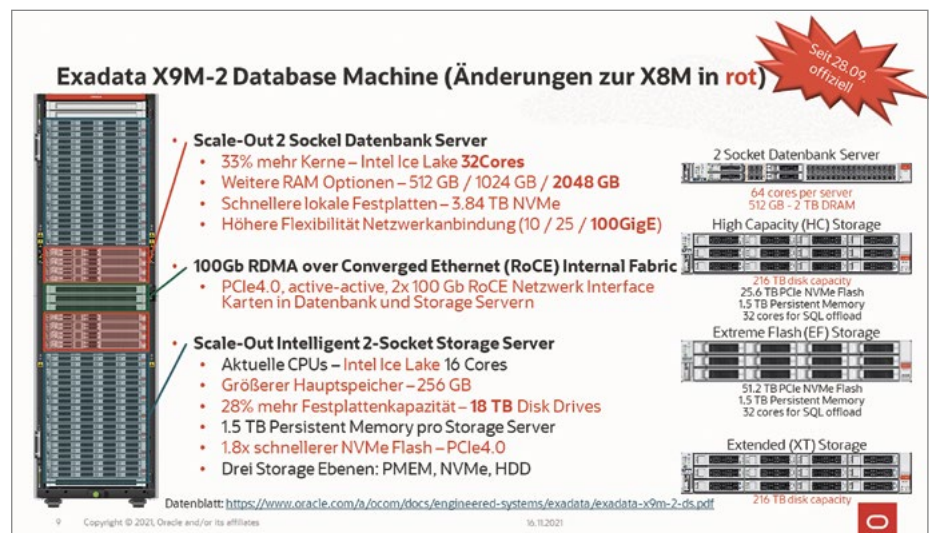 Seit 28.09.
offiziell
Exadata X9M-2 Database Machine (Änderungen zur X8M in rot)
• Scale-Out 2 Sockel Datenbank Server
• 33% mehr Kerne – Intel Ice Lake 32Cores
• Weitere RAM Optionen – 512 GB / 1024 GB / 2048 GB
• Schnellere lokale Festplatten – 3.84 TB NVMe
• Höhere Flexibilität Netzwerkanbindung (10 / 25 / 100GigE)
• 100Gb RDMA over Converged Ethernet (RoCE) Internal Fabric
• PCIe4.0, active-active, 2x 100 Gb RoCE Netzwerk Interface
Karten in Datenbank und Storage Servern
• Scale-Out Intelligent 2-Socket Storage Server
• Aktuelle CPUs – Intel Ice Lake 16 Cores
• Größerer Hauptspeicher – 256 GB
• 28% mehr Festplattenkapazität – 18 TB Disk Drives
• 1.5 TB Persistent Memory pro Storage Server
• 1.8x schnellerer NVMe Flash – PCIe4.0
• Drei Storage Ebenen: PMEM, NVMe, HDD
2 Socket Datenbank Server
64 cores per server
512 GB - 2 TB DRAM
High Capacity (HC) Storage
216 TB disk capacity
25.6 TB PCIe NVMe Flash
1.5 TB Persistent Memory
32 cores for SQL offload
Extreme Flash (EF) Storage
51.2 TB PCIe NVMe Flash
1.5 TB Persistent Memory
32 cores for SQL offload
Extended (XT) Storage
216 TB disk capacity
Datenblatt: https://www.oracle.com/a/ocom/docs/engineered-systems/exadata/exadata-x9m-2-ds.pdf
9 Copyright © 2021, Oracle and/or its affiliates 16.11.2021